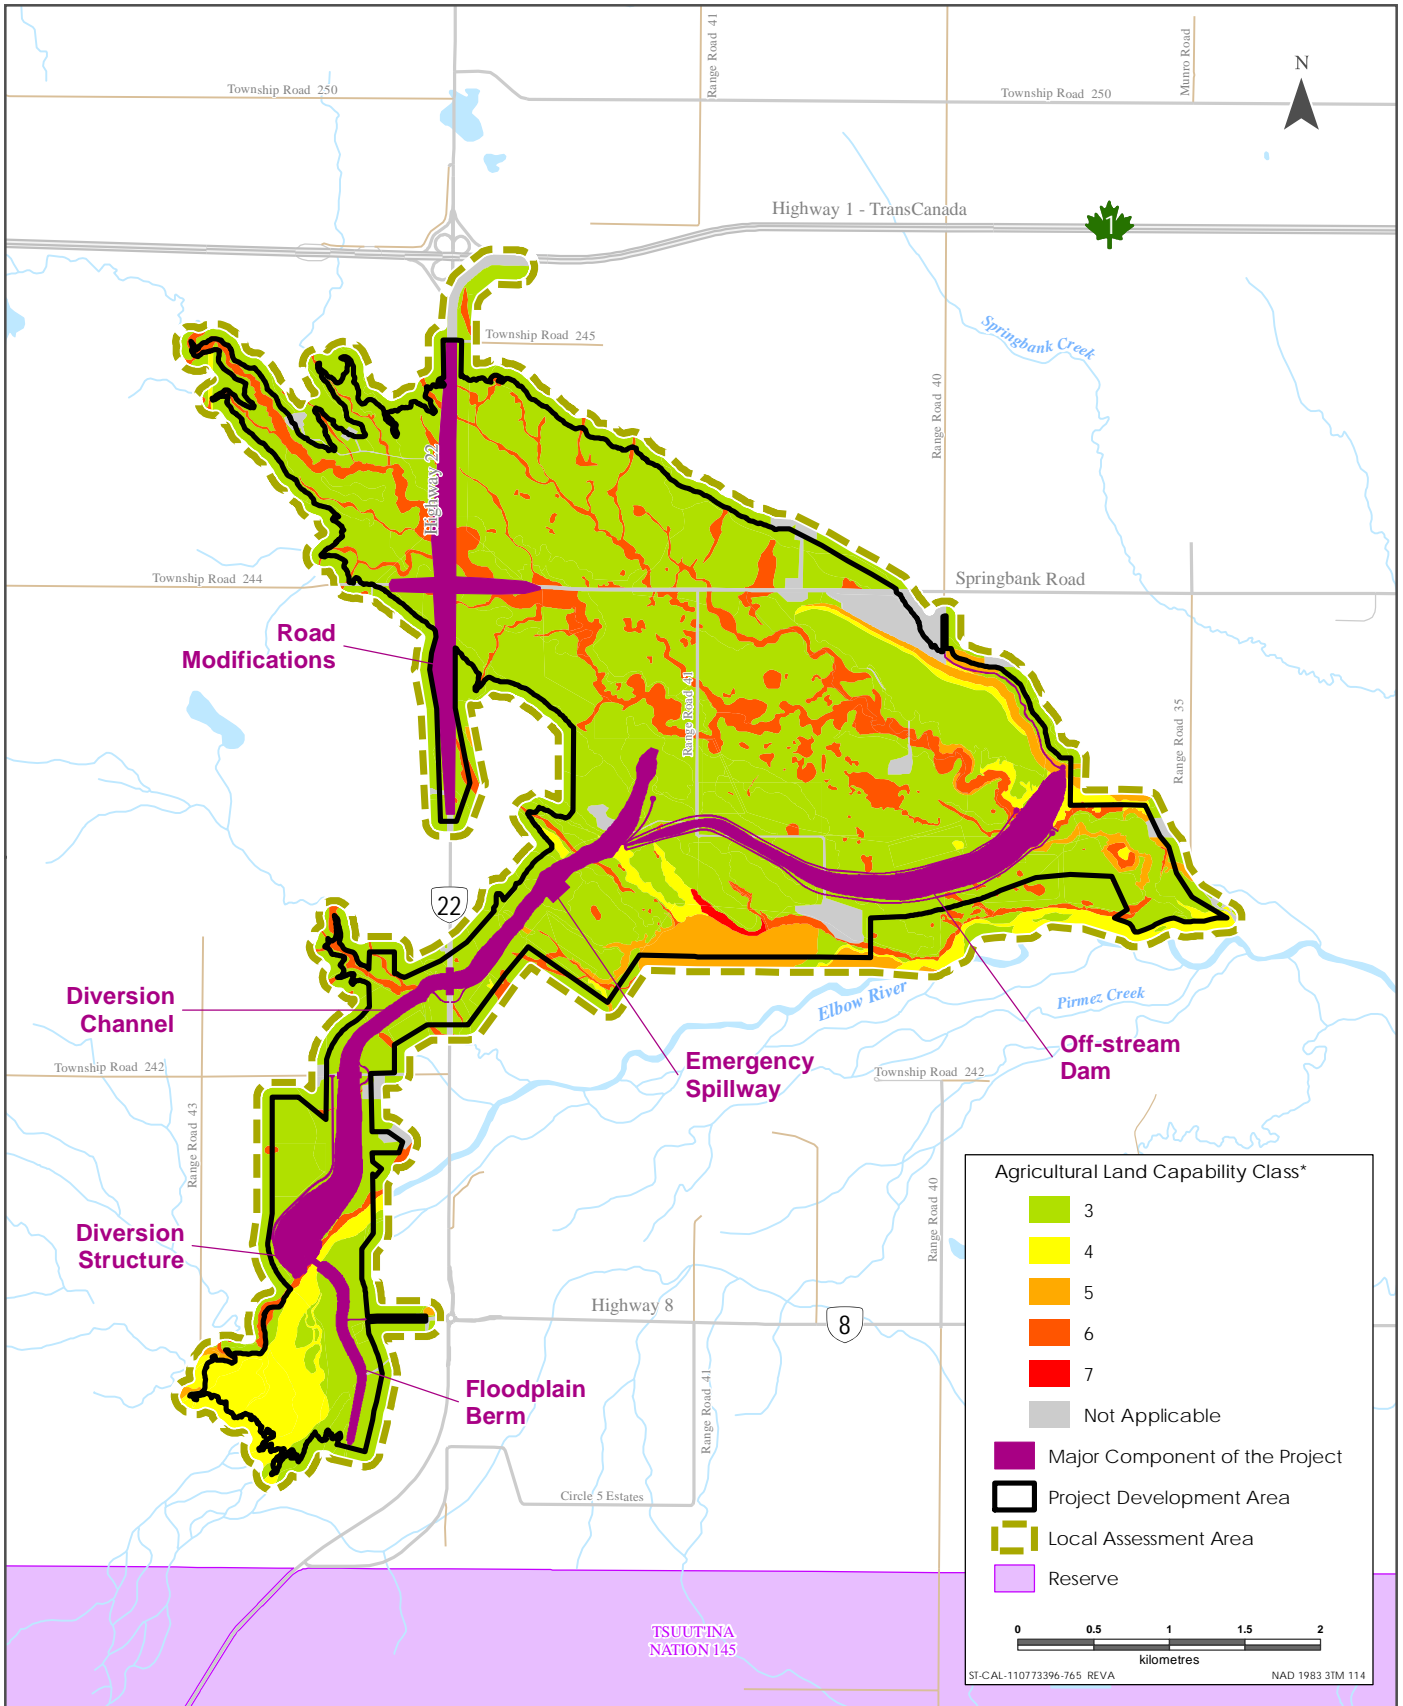 Range Road 41
Munro Road
N
Township Road 250
Township Road 250
Highway 1 - TransCanada
1
Springbank Creek
Township Road 245
Range Road 40
Highway 22
Township Road 244
Springbank Road
Road
Modifications
Range Road 41
Range Road 35
22
Diversion
Channel
Elbow River
Pirmez Creek
Off-stream
Dam
Emergency
Spillway
Township Road 242
Township Road 242
Range Road 43
Range Road 40
Diversion
Structure
Highway 8
8
Floodplain
Berm
Range Road 41
Circle 5 Estates
TSUUT'INA
NATION 145
Agricultural Land Capability Class*
3
4
5
6
7
Not Applicable
Major Component of the Project
Project Development Area
Local Assessment Area
Reserve
0 0.5 1 1.5 2
kilometres
ST-CAL-110773396-765 REVA NAD 1983 3TM 114